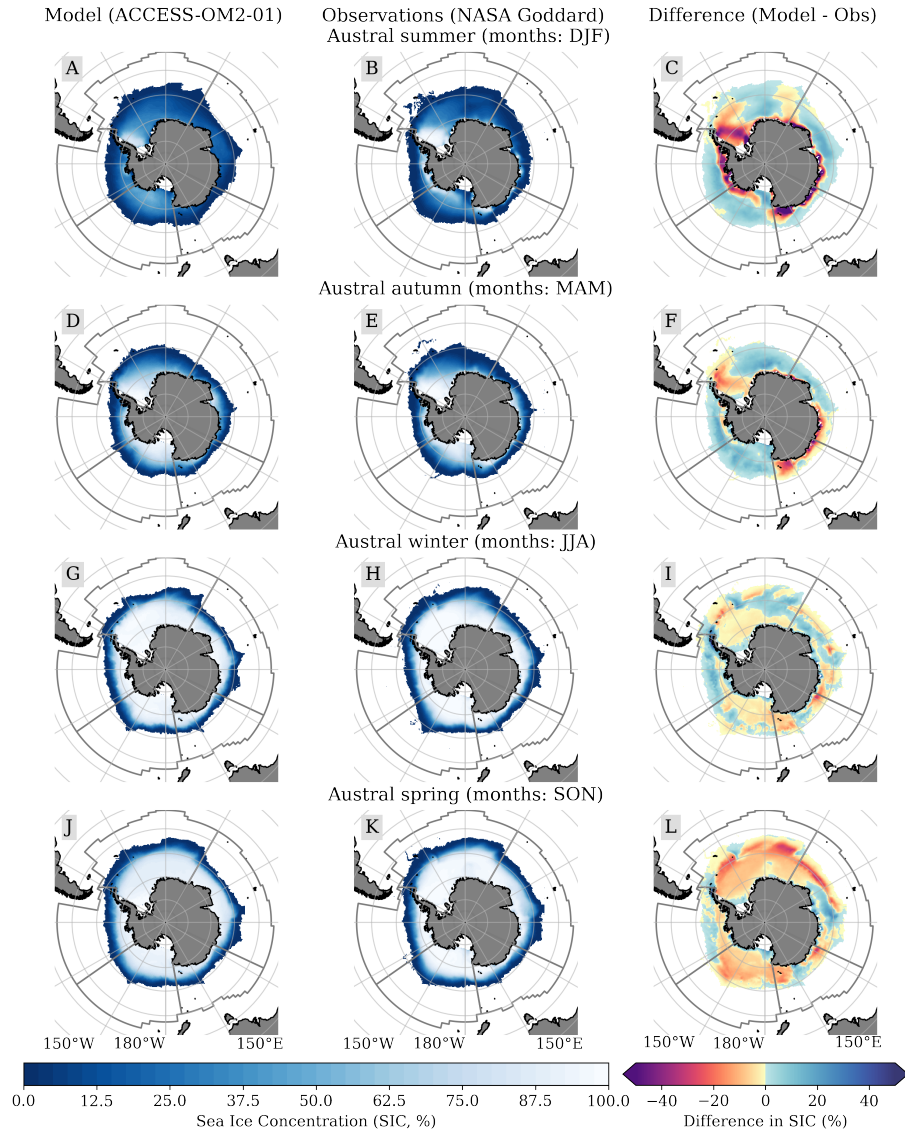 Model (ACCESS-OM2-01)
Observations (NASA Goddard)
Difference (Model - Obs)
Austral summer (months: DJF)
A
B
C
Austral autumn (months: MAM)
D
E
F
Austral winter (months: JJA)
G
H
I
Austral spring (months: SON)
J
K
L
150°W 180°W 150°E
150°W 180°W 150°E
150°W 180°W 150°E
0.0 12.5 25.0 37.5 50.0 62.5 75.0 87.5 100.0
Sea Ice Concentration (SIC, %)
−40 −20 0 20 40
Difference in SIC (%)